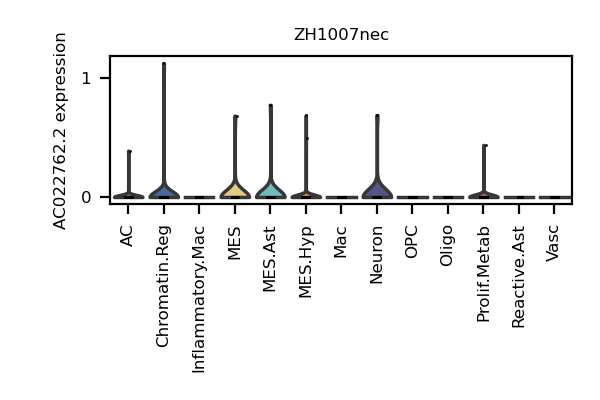 ZH1007nec
AC022762.2 expression
1
0
AC
Chromatin.Reg
Inflammatory.Mac
MES
MES.Ast
MES.Hyp
Mac
Neuron
OPC
Oligo
Prolif.Metab
Reactive.Ast
Vasc